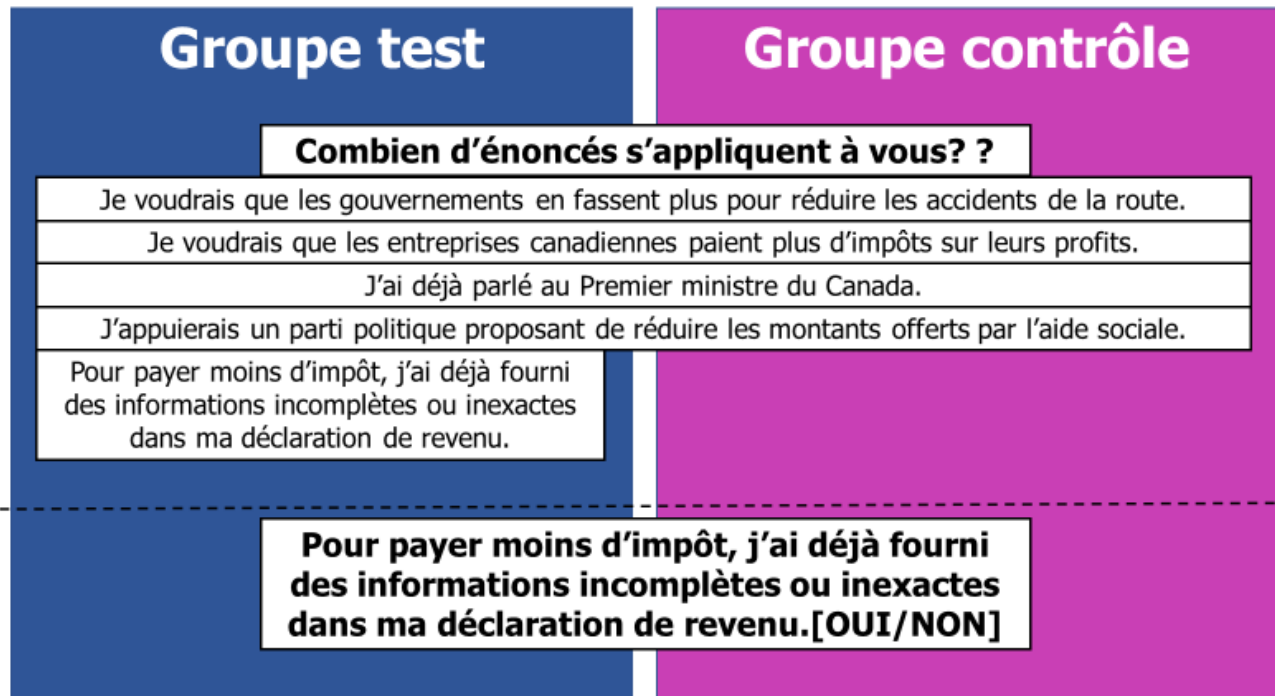 Groupe test
Groupe contrôle
Combien d'énoncés s'appliquent à vous? ?
Je voudrais que les gouvernements en fassent plus pour réduire les accidents de la route.
Je voudrais que les entreprises canadiennes paient plus d'impôts sur leurs profits.
J'ai déjà parlé au Premier ministre du Canada.
J'appuierais un parti politique proposant de réduire les montants offerts par l'aide sociale.
Pour payer moins d'impôt, j'ai déjà fourni
des informations incomplètes ou inexactes
dans ma déclaration de revenu.
Pour payer moins d'impôt, j'ai déjà fourni
des informations incomplètes ou inexactes
dans ma déclaration de revenu.[OUI/NON]